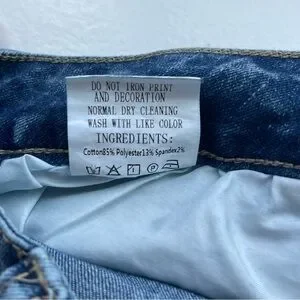 DO NOT IRON PRINT
AND DECORATION
NORMAL DRY CLEANING
WASH WITH LIKE COLOR
INGREDIENTS:
Cotton85% Polyester13% Spandex2%